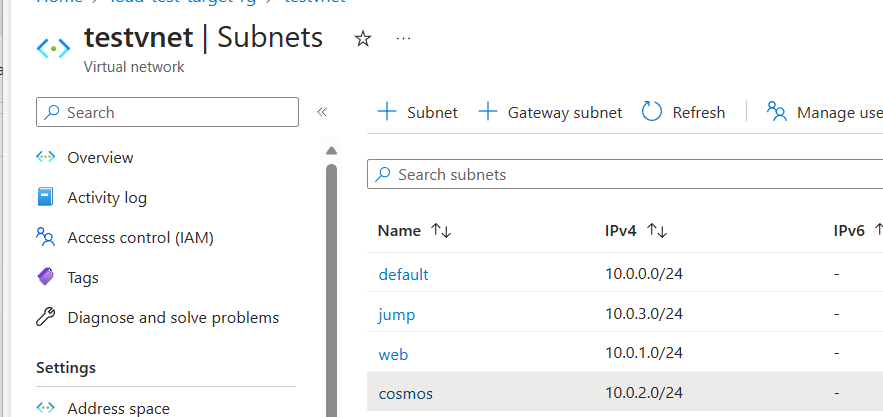 Home > load-test-target-rg > testvnet
testvnet | Subnets
Virtual network
Search
Overview
Activity log
Access control (IAM)
Tags
Diagnose and solve problems
Settings
Address space
Subnet Gateway subnet Refresh Manage use
Search subnets
Name IPv4 IPv6
default 10.0.0.0/24 -
jump 10.0.3.0/24 -
web 10.0.1.0/24 -
cosmos 10.0.2.0/24 -